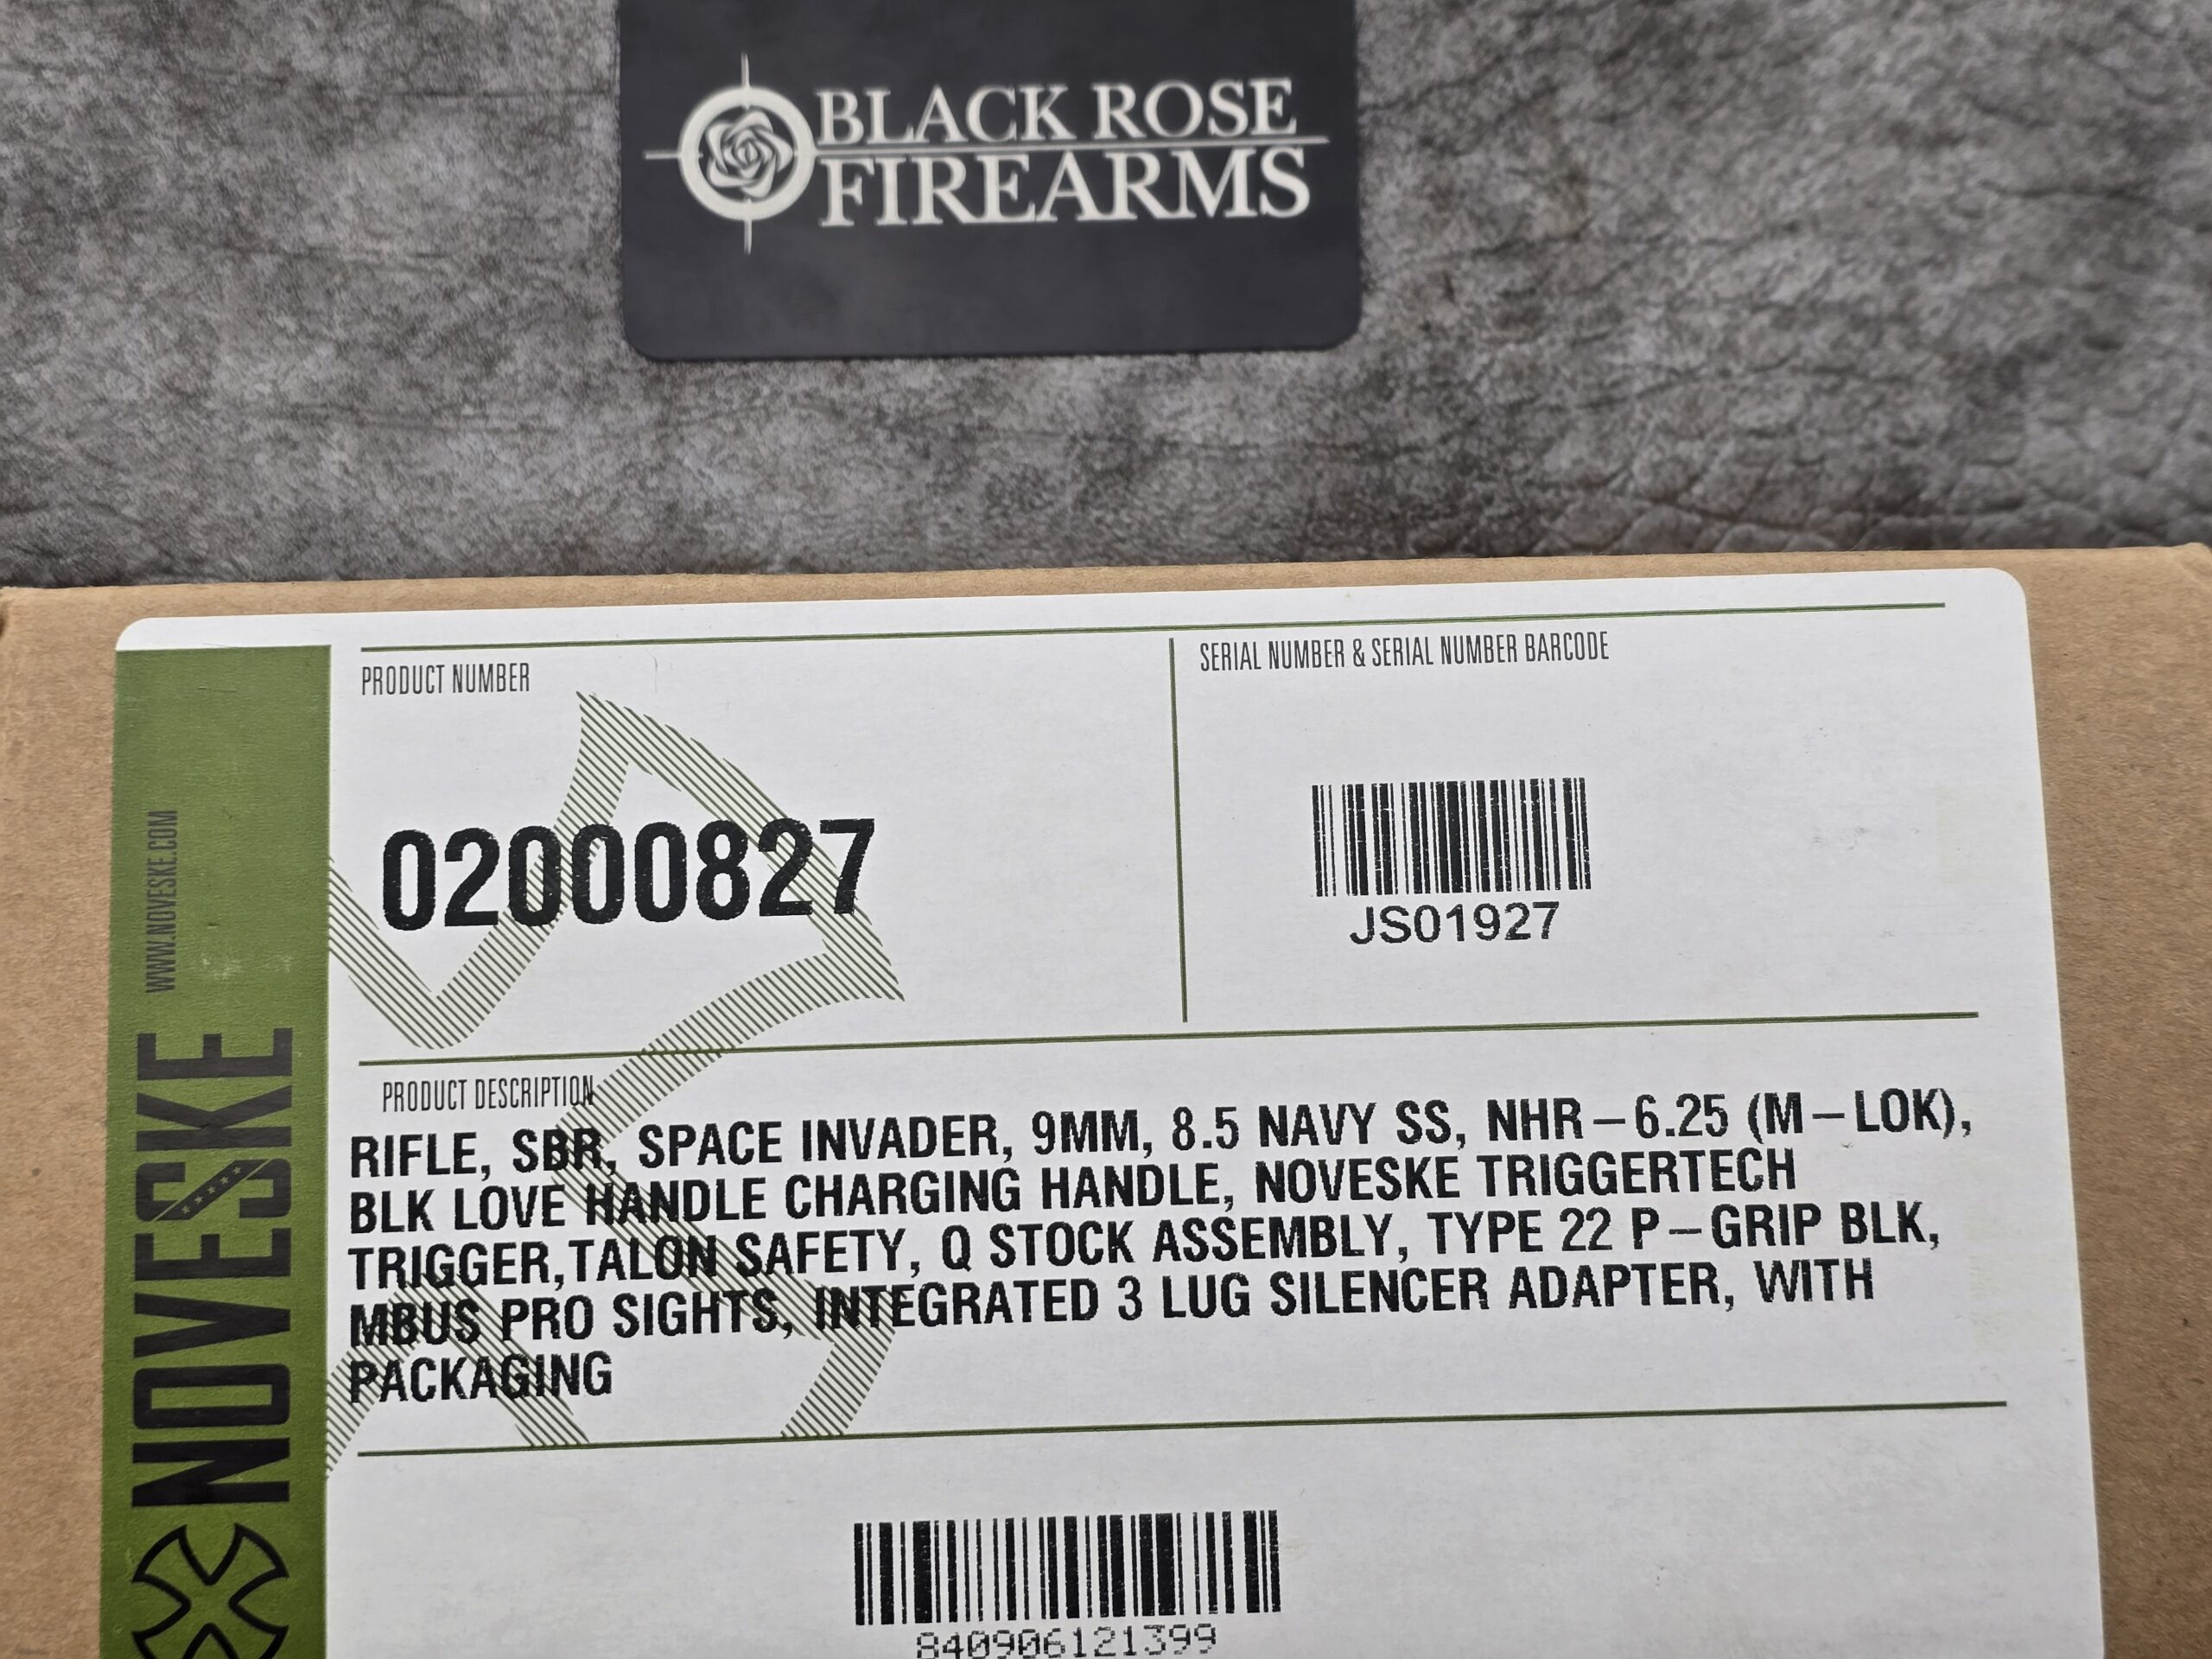 BLACK ROSE
FIREARMS
PRODUCT NUMBER
02000827
SERIAL NUMBER & SERIAL NUMBER BARCODE
JS01927
PRODUCT DESCRIPTION
RIFLE, SBR, SPACE INVADER, 9MM, 8.5 NAVY SS, NHR-6.25 (M-LOK),
BLK LOVE HANDLE CHARGING HANDLE, NOVESKE TRIGGERTECH
TRIGGER,TALON SAFETY, Q STOCK ASSEMBLY, TYPE 22 P-GRIP BLK,
MBUS PRO SIGHTS, INTEGRATED 3 LUG SILENCER ADAPTER, WITH
PACKAGING
840906121399
WWW.NOVESKE.COM
NOVESKE